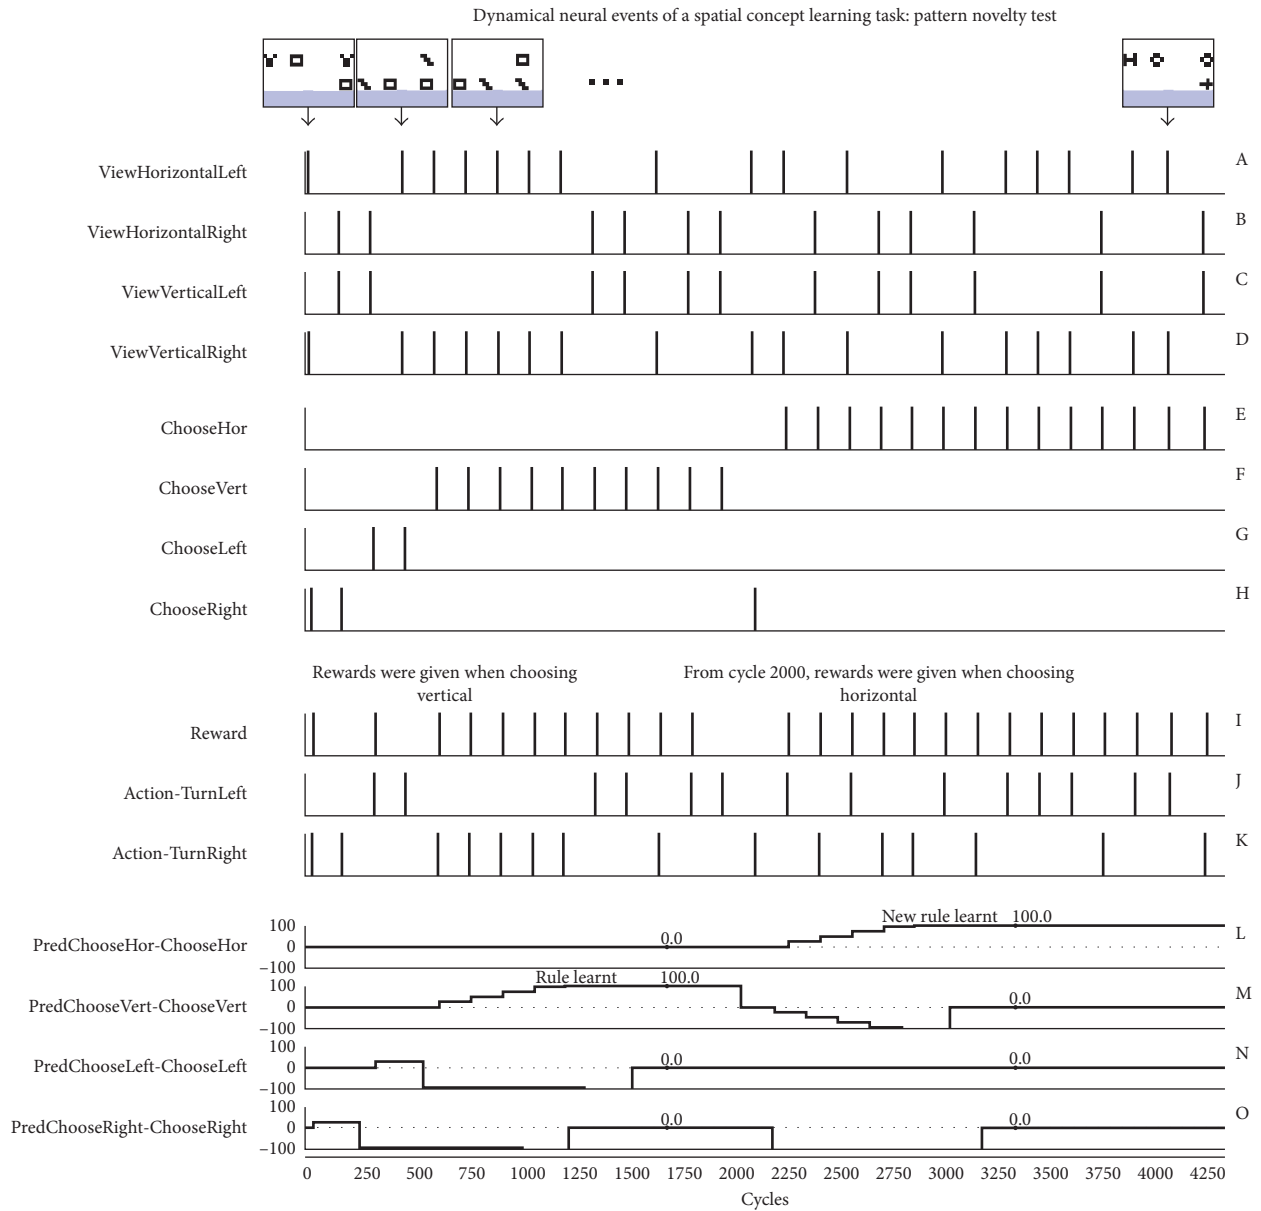 Dynamical neural events of a spatial concept learning task: pattern novelty test
ViewHorizontalLeft A
ViewHorizontalRight B
ViewVerticalLeft C
ViewVerticalRight D
ChooseHor E
ChooseVert F
ChooseLeft G
ChooseRight H
Rewards were given when choosing
vertical
From cycle 2000, rewards were given when choosing
horizontal
Reward I
Action-TurnLeft J
Action-TurnRight K
New rule learnt 100.0
100
PredChooseHor-ChooseHor 0 0.0 L
−100
Rule learnt 100.0
100
PredChooseVert-ChooseVert 0 0.0 M
−100
100
PredChooseLeft-ChooseLeft 0 0.0 0.0 N
−100
100
PredChooseRight-ChooseRight 0 0.0 0.0 O
−100
0 250 500 750 1000 1250 1500 1750 2000 2250 2500 2750 3000 3250 3500 3750 4000 4250
Cycles